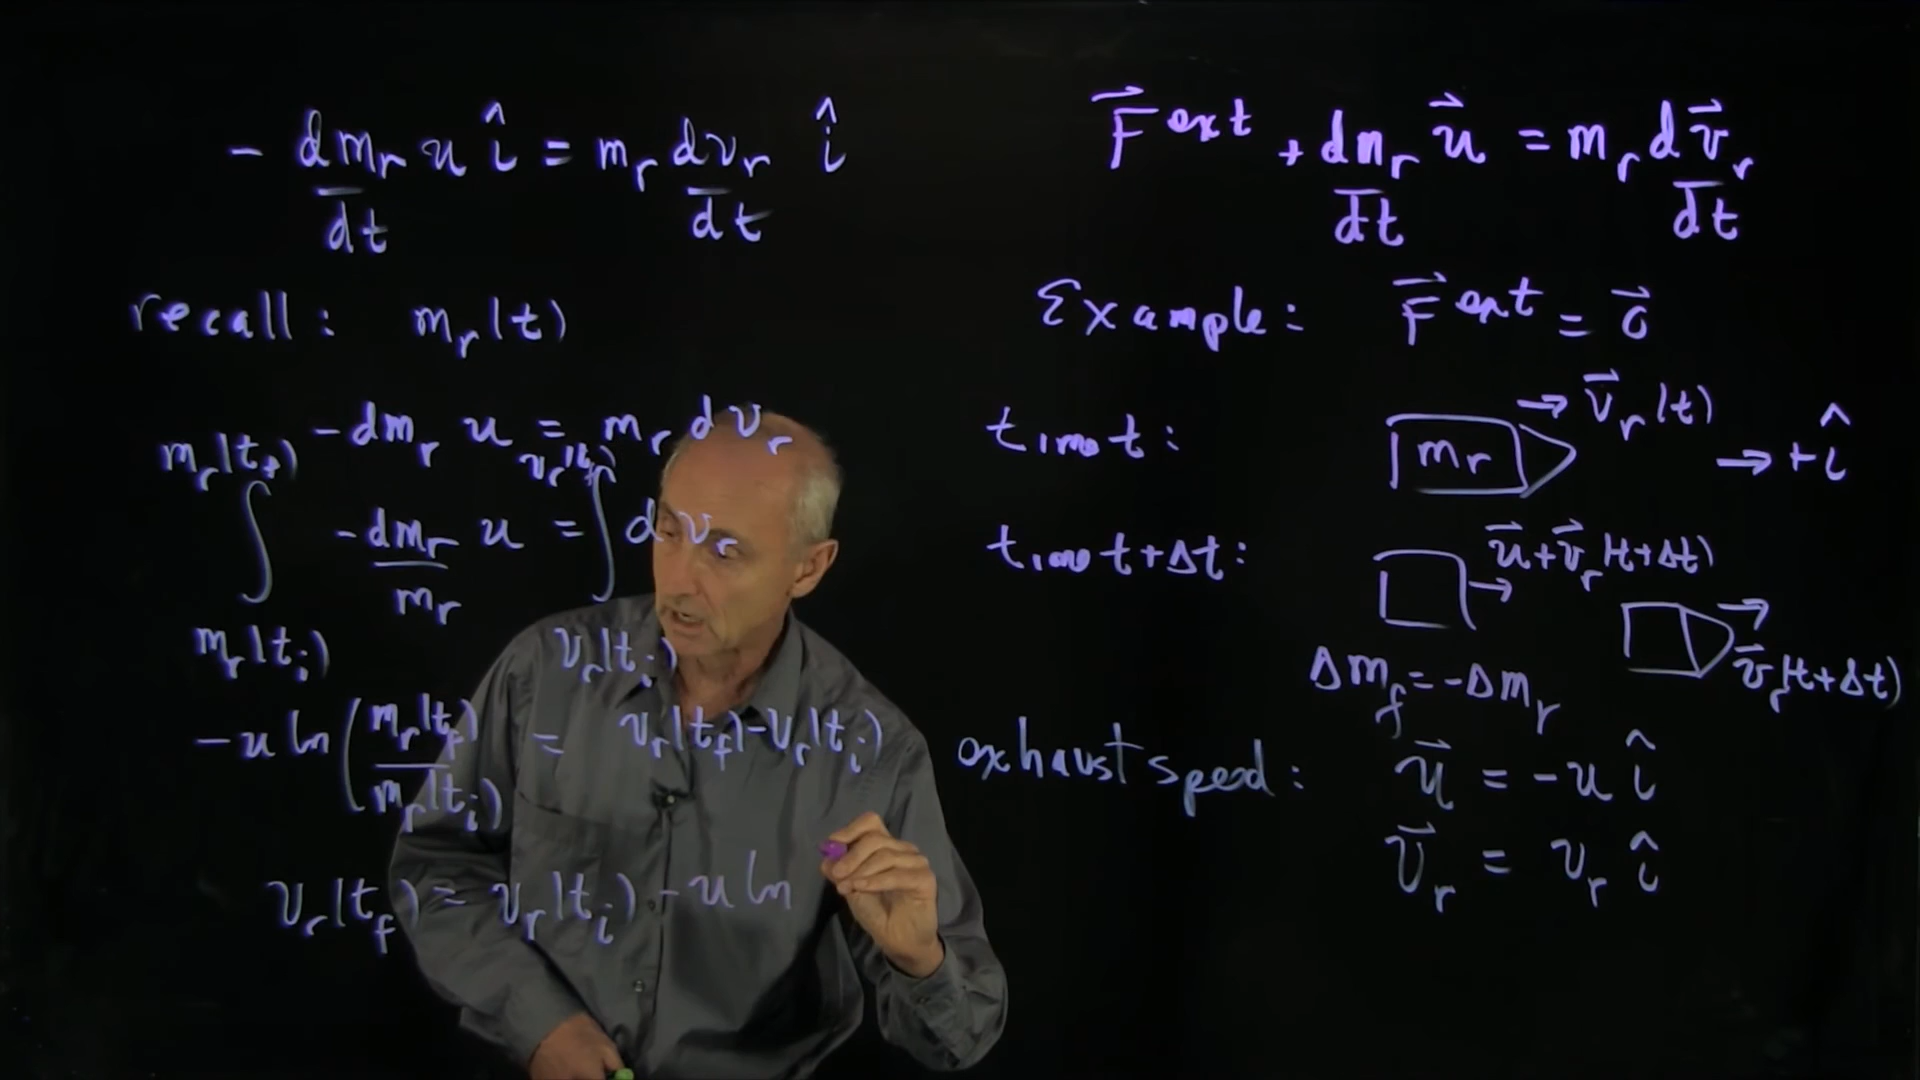 - dm_r/dt u î = m_r dv_r/dt î
recall: m_r(t)
-dm_r u = m_r dv_r
∫_{m_r(t_i)}^{m_r(t_f)} -dm_r/m_r u = ∫_{v_r(t_i)}^{v_r(t_f)} dv_r
-u ln(m_r(t_f)/m_r(t_i)) = v_r(t_f) - v_r(t_i)
v_r(t_f) = v_r(t_i) - u ln
F⃗^ext + dm_r/dt u⃗ = m_r dv⃗_r/dt
Example: F⃗^ext = 0⃗
time t: m_r → v⃗_r(t) → +î
time t+Δt: → u⃗+v⃗_r(t+Δt)
→ v⃗_r(t+Δt)
Δm_f = -Δm_r
exhaust speed: u⃗ = -u î
v⃗_r = v_r î